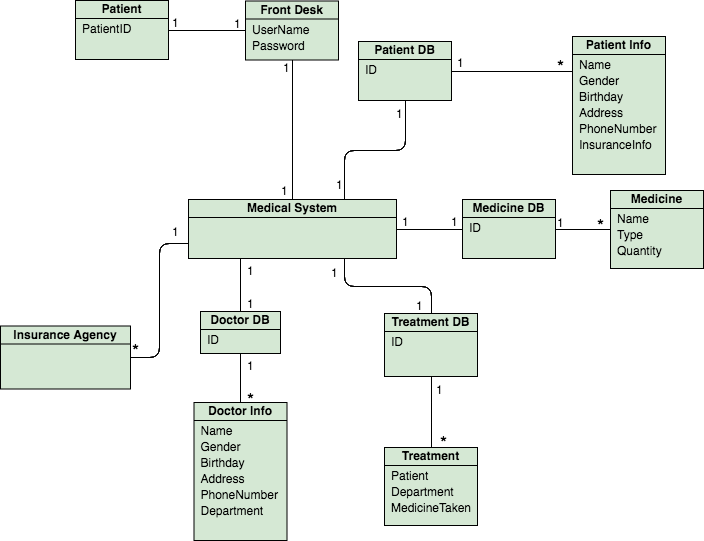 Patient
PatientID
1
1
Front Desk
UserName
Password
1
1
Patient DB
ID
1
*
1
1
Patient Info
Name
Gender
Birthday
Address
PhoneNumber
InsuranceInfo
Medical System
1
1
Medicine DB
ID
1
*
Medicine
Name
Type
Quantity
1
*
Insurance Agency
1
1
Doctor DB
ID
1
*
Doctor Info
Name
Gender
Birthday
Address
PhoneNumber
Department
1
1
Treatment DB
ID
1
*
Treatment
Patient
Department
MedicineTaken